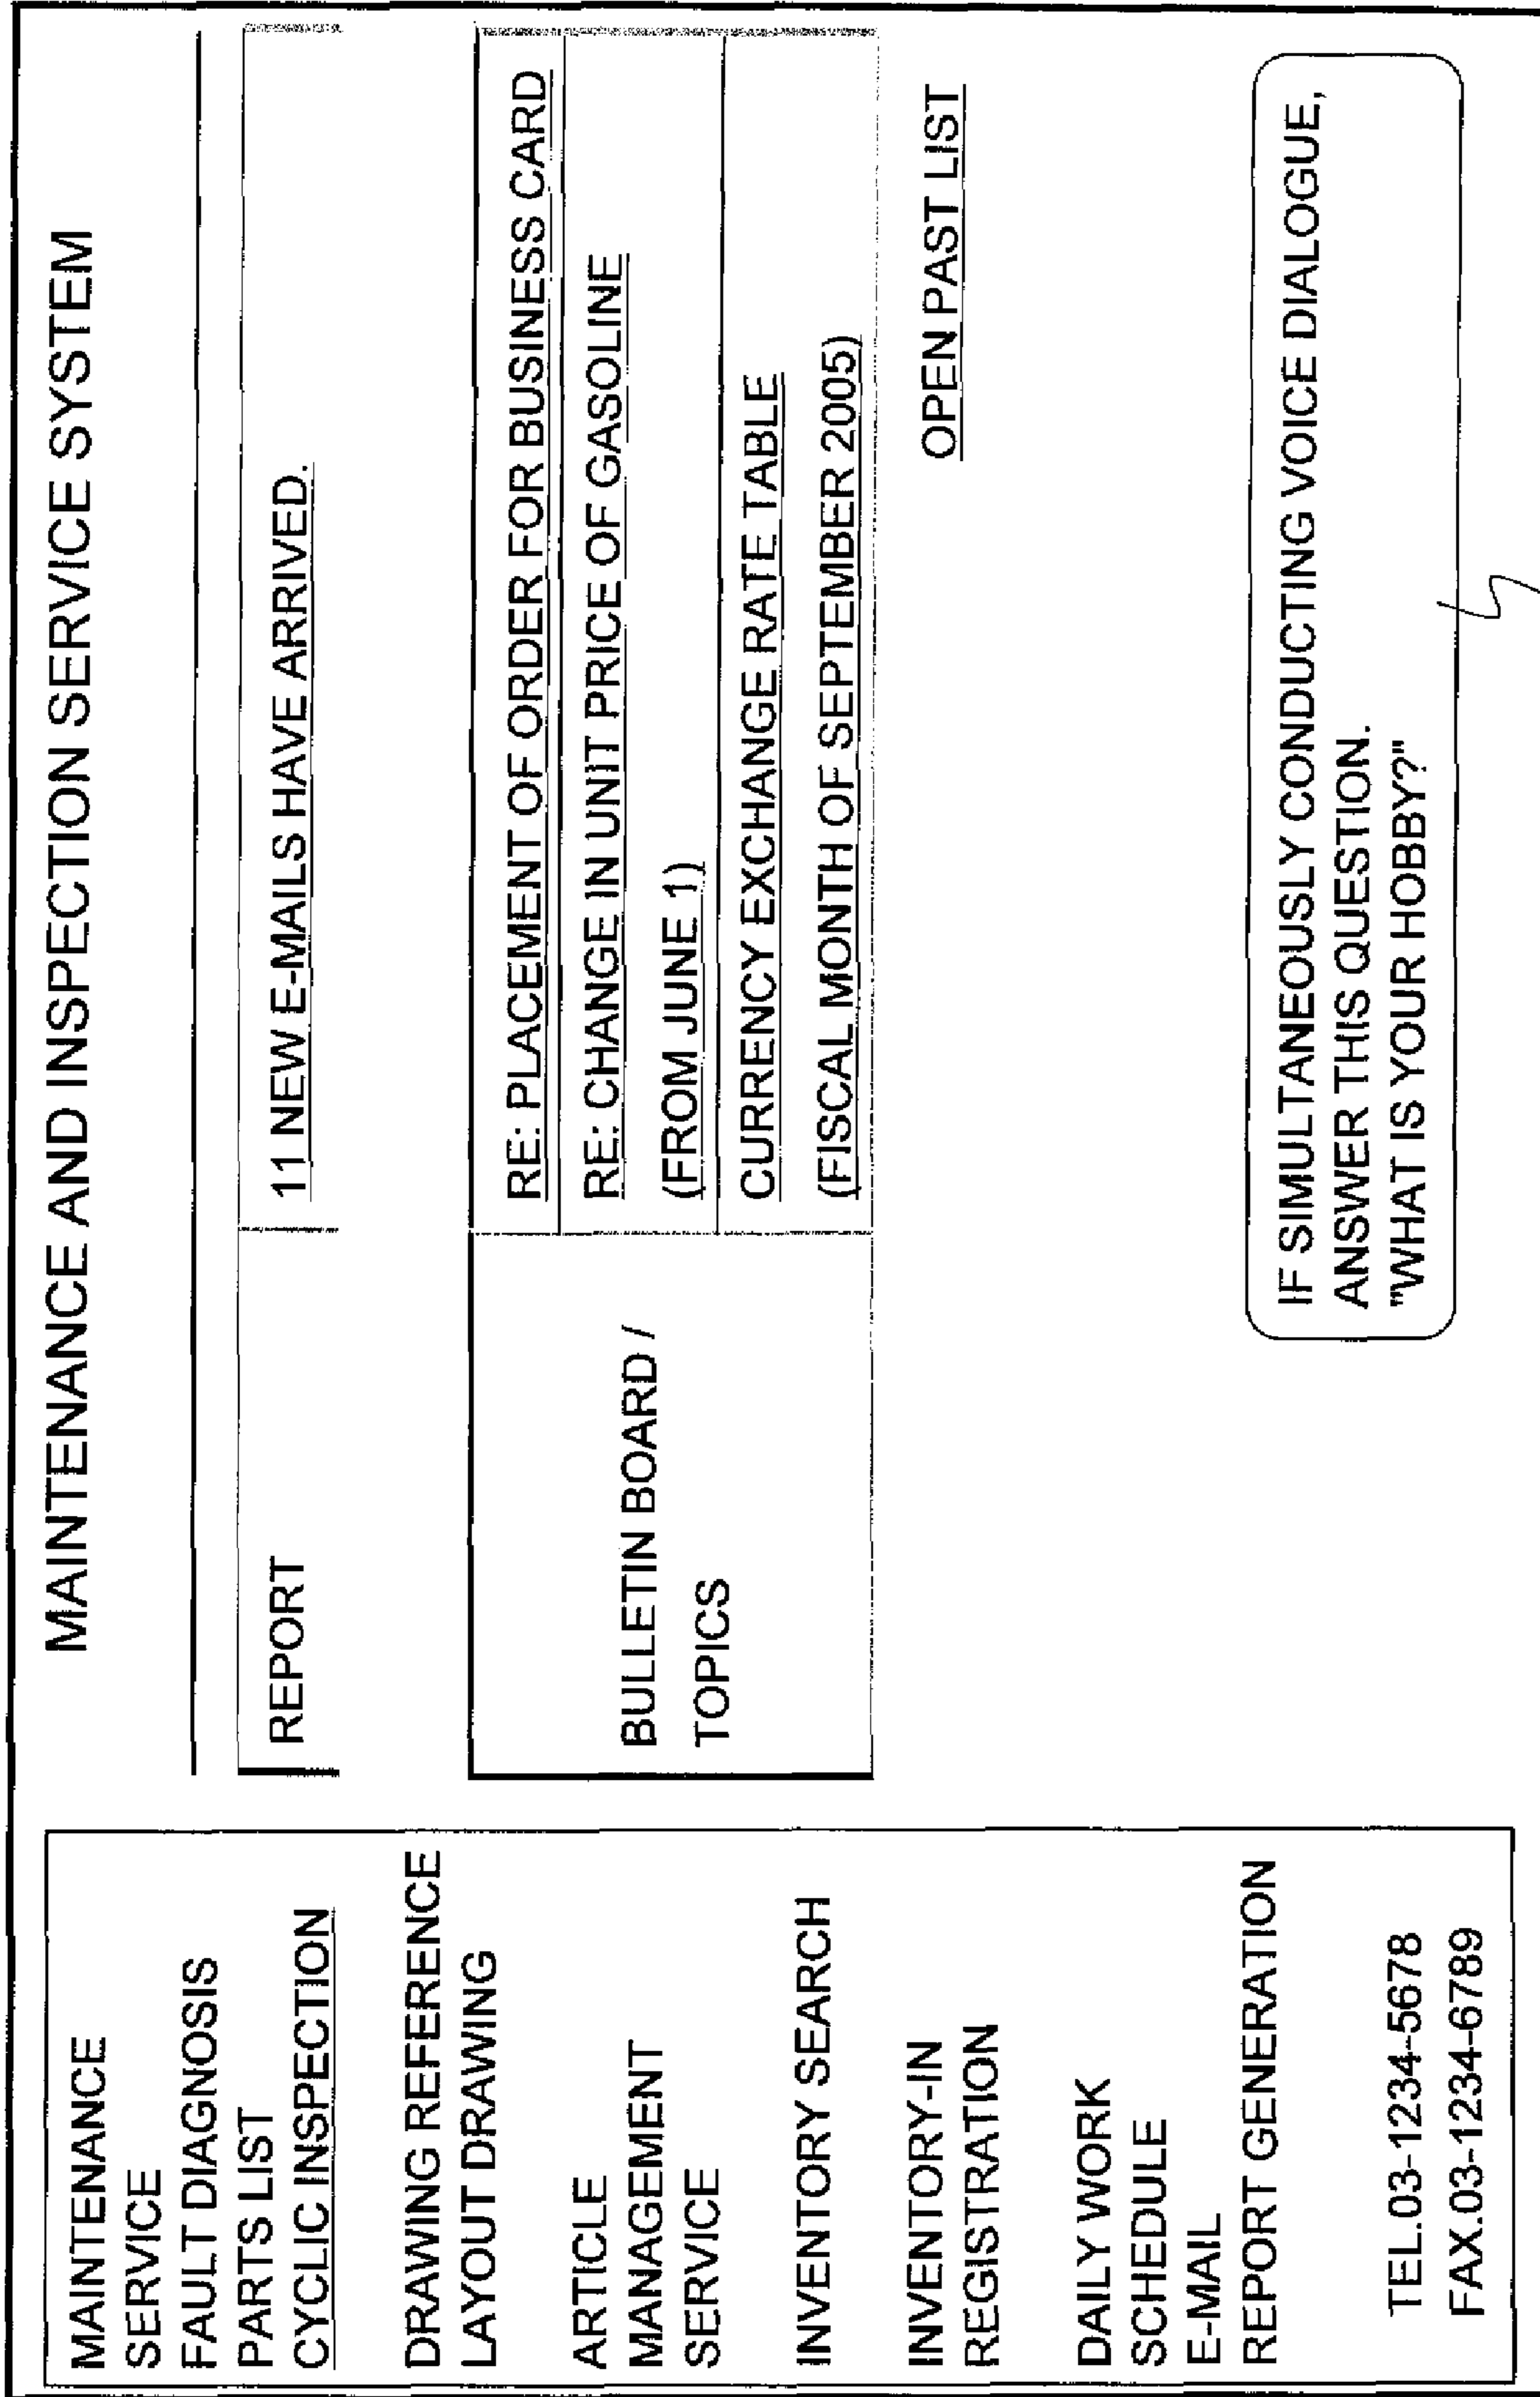 MAINTENANCE AND INSPECTION SERVICE SYSTEM
MAINTENANCE
SERVICE
FAULT DIAGNOSIS
PARTS LIST
CYCLIC INSPECTION
DRAWING REFERENCE
LAYOUT DRAWING
ARTICLE
MANAGEMENT
SERVICE
INVENTORY SEARCH
INVENTORY-IN
REGISTRATION
DAILY WORK
SCHEDULE
E-MAIL
REPORT GENERATION
TEL.03-1234-5678
FAX.03-1234-6789
REPORT
11 NEW E-MAILS HAVE ARRIVED.
BULLETIN BOARD /
TOPICS
RE: PLACEMENT OF ORDER FOR BUSINESS CARD
RE: CHANGE IN UNIT PRICE OF GASOLINE
(FROM JUNE 1)
CURRENCY EXCHANGE RATE TABLE
(FISCAL MONTH OF SEPTEMBER 2005)
OPEN PAST LIST
IF SIMULTANEOUSLY CONDUCTING VOICE DIALOGUE,
ANSWER THIS QUESTION.
"WHAT IS YOUR HOBBY?"